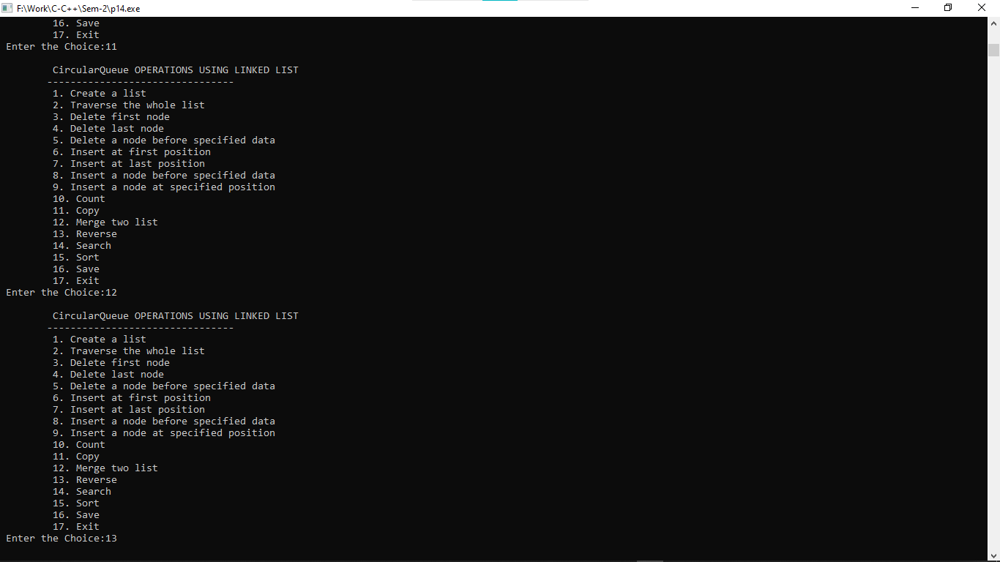 F:\Work\C-C++\Sem-2\p14.exe
16. Save
17. Exit
Enter the Choice:11
CircularQueue OPERATIONS USING LINKED LIST
--------------------------------
1. Create a list
2. Traverse the whole list
3. Delete first node
4. Delete last node
5. Delete a node before specified data
6. Insert at first position
7. Insert at last position
8. Insert a node before specified data
9. Insert a node at specified position
10. Count
11. Copy
12. Merge two list
13. Reverse
14. Search
15. Sort
16. Save
17. Exit
Enter the Choice:12
CircularQueue OPERATIONS USING LINKED LIST
--------------------------------
1. Create a list
2. Traverse the whole list
3. Delete first node
4. Delete last node
5. Delete a node before specified data
6. Insert at first position
7. Insert at last position
8. Insert a node before specified data
9. Insert a node at specified position
10. Count
11. Copy
12. Merge two list
13. Reverse
14. Search
15. Sort
16. Save
17. Exit
Enter the Choice:13